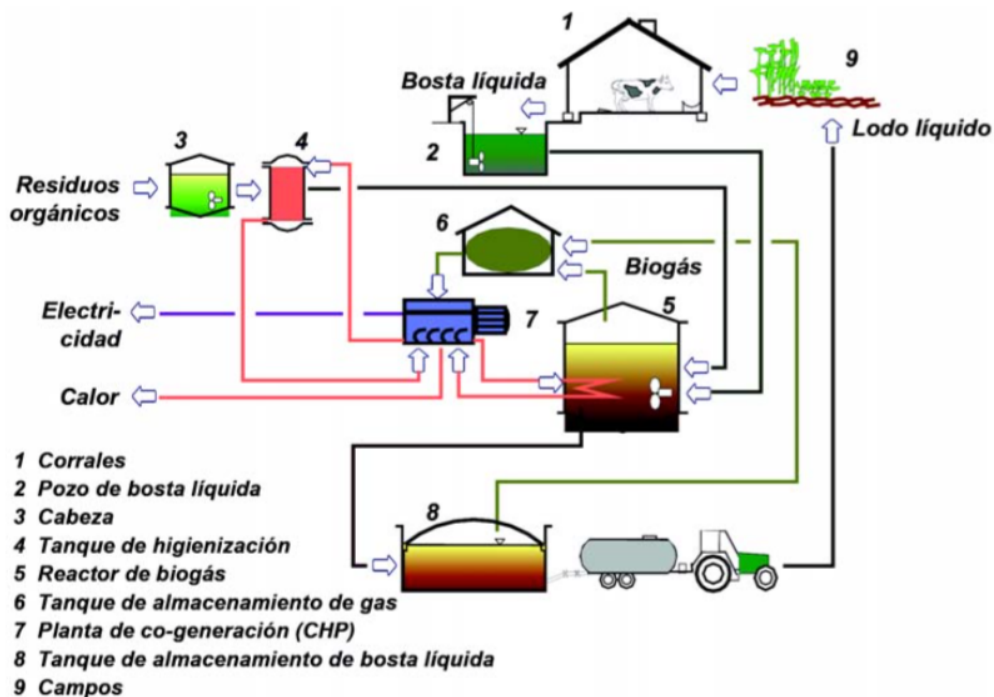 1
9
Bosta líquida
Lodo líquido
2
3
4
Residuos
orgánicos
6
Biogás
5
Electri-
cidad
7
Calor
8
1 Corrales
2 Pozo de bosta líquida
3 Cabeza
4 Tanque de higienización
5 Reactor de biogás
6 Tanque de almacenamiento de gas
7 Planta de co-generación (CHP)
8 Tanque de almacenamiento de bosta líquida
9 Campos